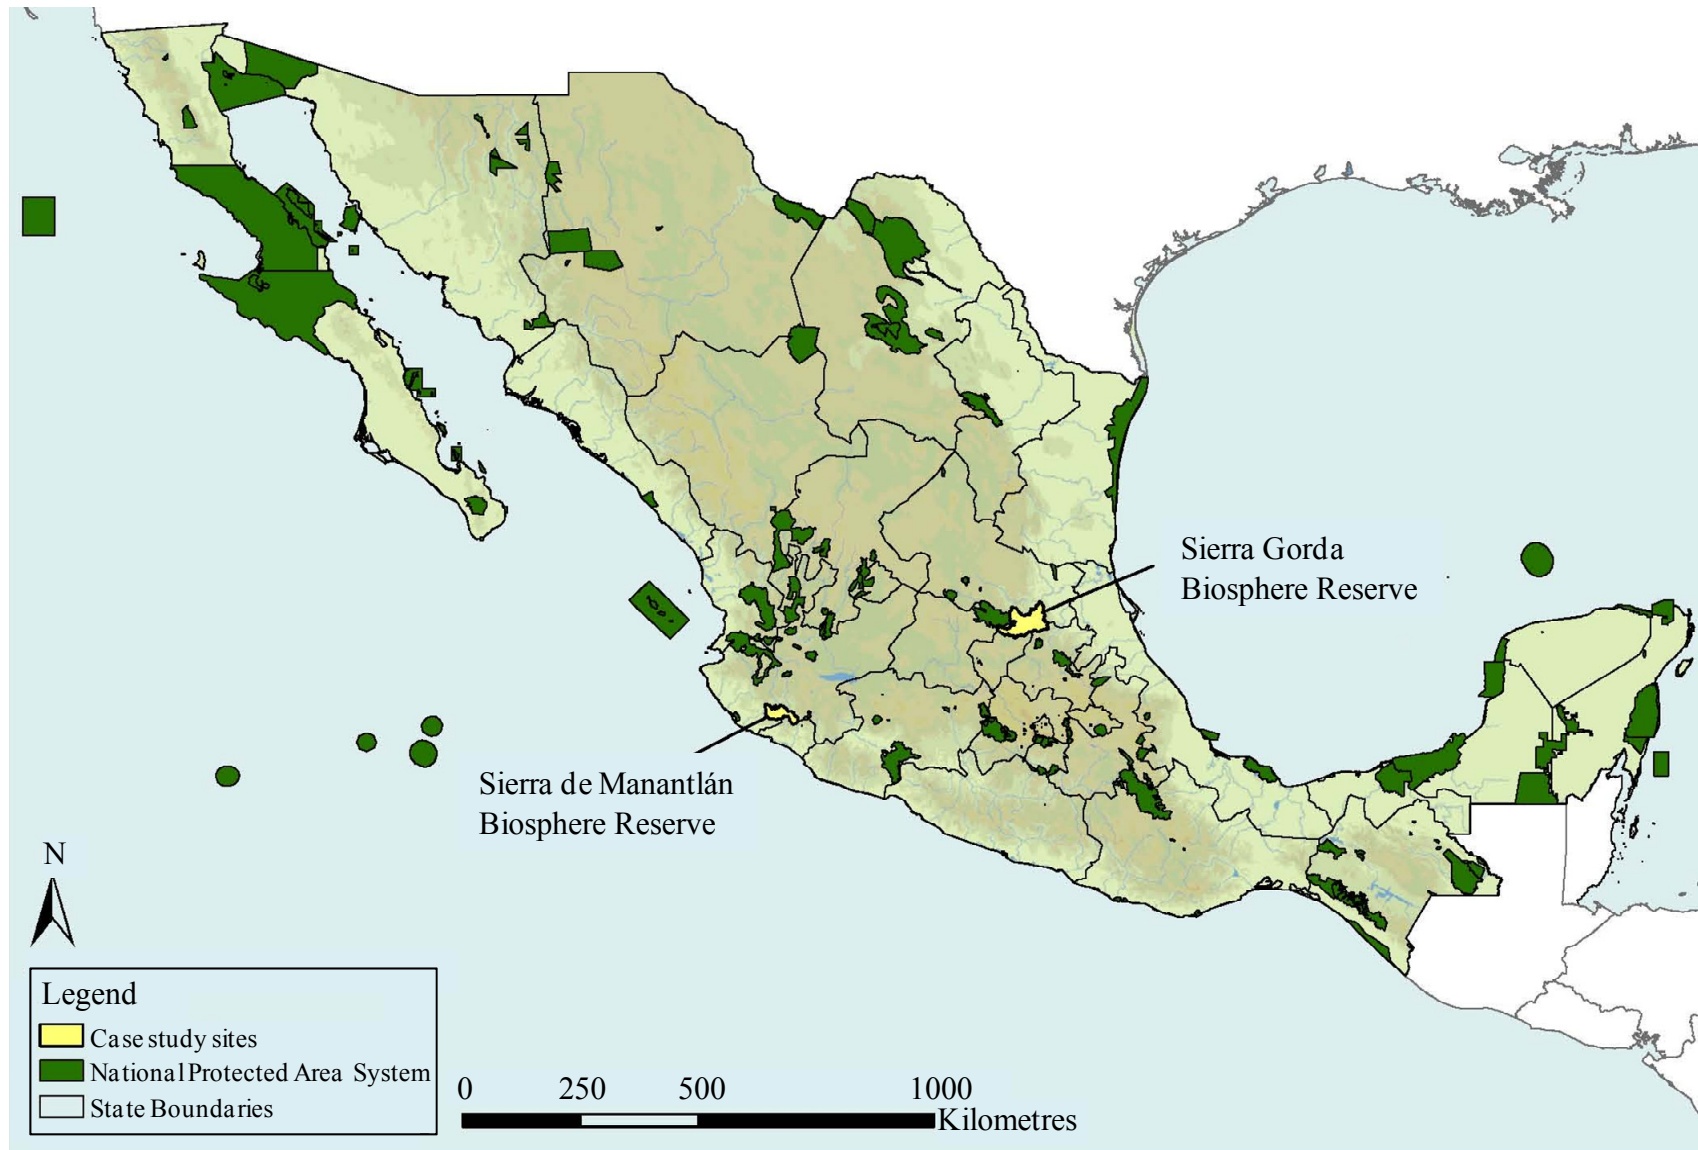 Sierra Gorda
Biosphere Reserve
Sierra de Manantlán
Biosphere Reserve
N
Legend
Case study sites
National Protected Area System
State Boundaries
0 250 500 1000
Kilometres